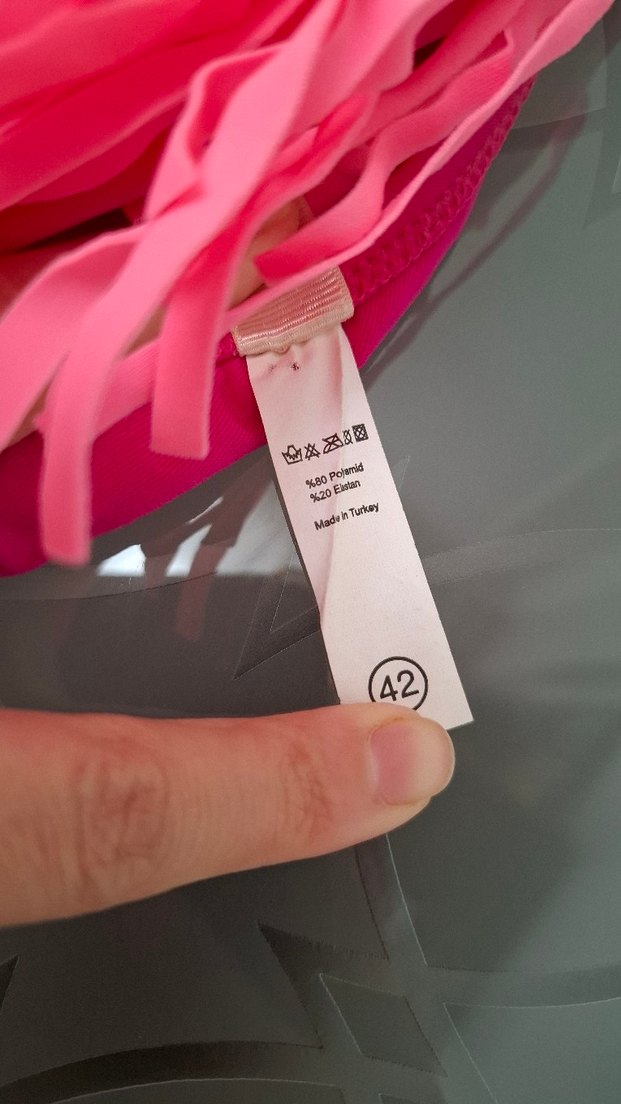 %80 Polyamid
%20 Elastan
Made in Turkey
42